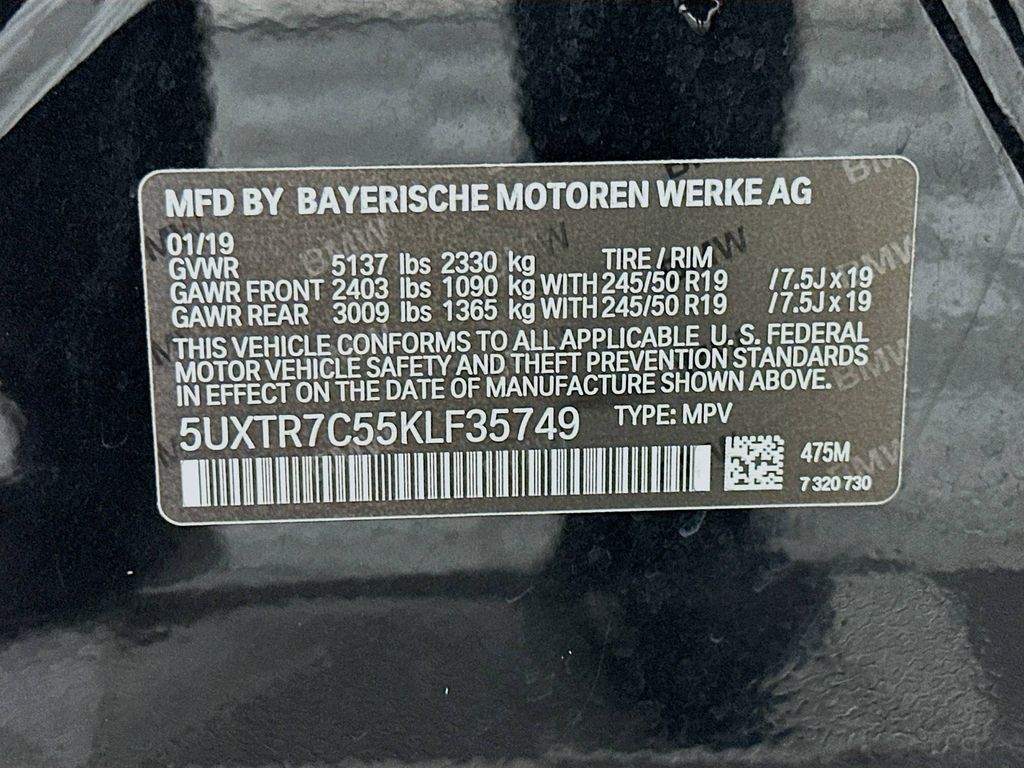 MFD BY BAYERISCHE MOTOREN WERKE AG
01/19
GVWR 5137 lbs 2330 kg TIRE / RIM
GAWR FRONT 2403 lbs 1090 kg WITH 245/50 R19 /7.5J x 19
GAWR REAR 3009 lbs 1365 kg WITH 245/50 R19 /7.5J x 19
THIS VEHICLE CONFORMS TO ALL APPLICABLE U. S. FEDERAL
MOTOR VEHICLE SAFETY AND THEFT PREVENTION STANDARDS
IN EFFECT ON THE DATE OF MANUFACTURE SHOWN ABOVE.
5UXTR7C55KLF35749 TYPE: MPV
475M
7 320 730